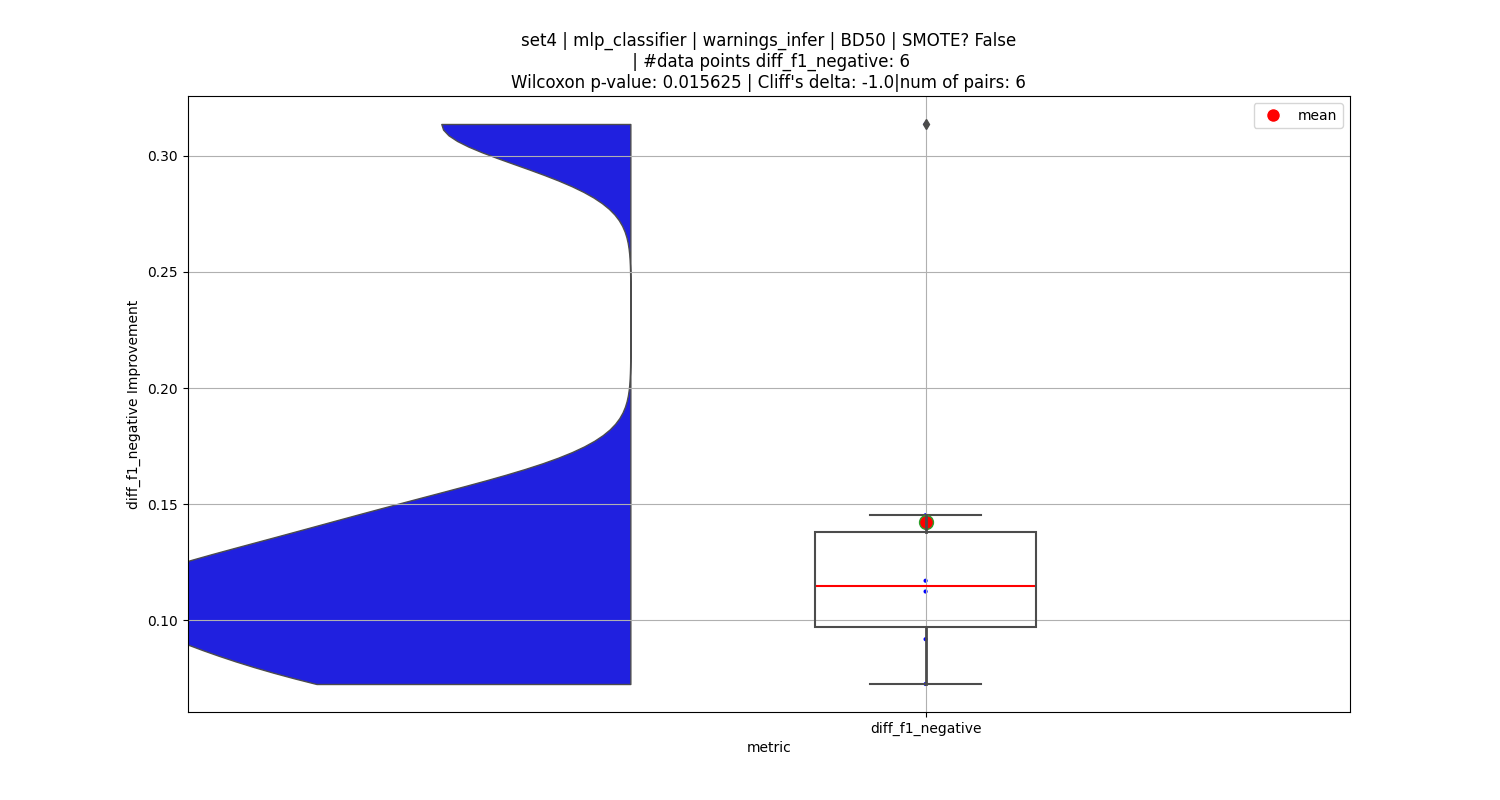 set4 | mlp_classifier | warnings_infer | BD50 | SMOTE? False
| #data points diff_f1_negative: 6
Wilcoxon p-value: 0.015625 | Cliff's delta: -1.0|num of pairs: 6
mean
0.30
0.25
0.20
0.15
0.10
diff_f1_negative Improvement
diff_f1_negative
metric